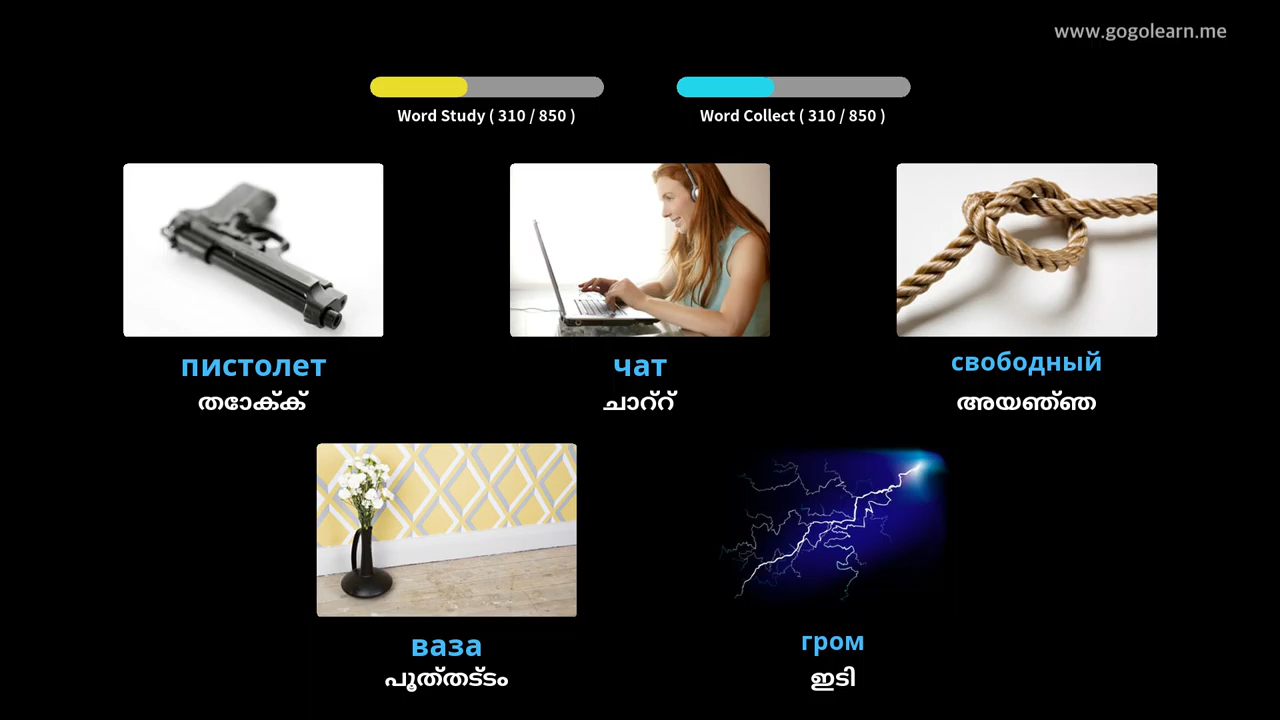 www.gogolearn.me
Word Study ( 310 / 850 )
Word Collect ( 310 / 850 )
пистолет
തോക്ക്
чат
ചാറ്റ്
свободный
അയഞ്ഞ
ваза
പൂത്തട്ടം
гром
ഇടി